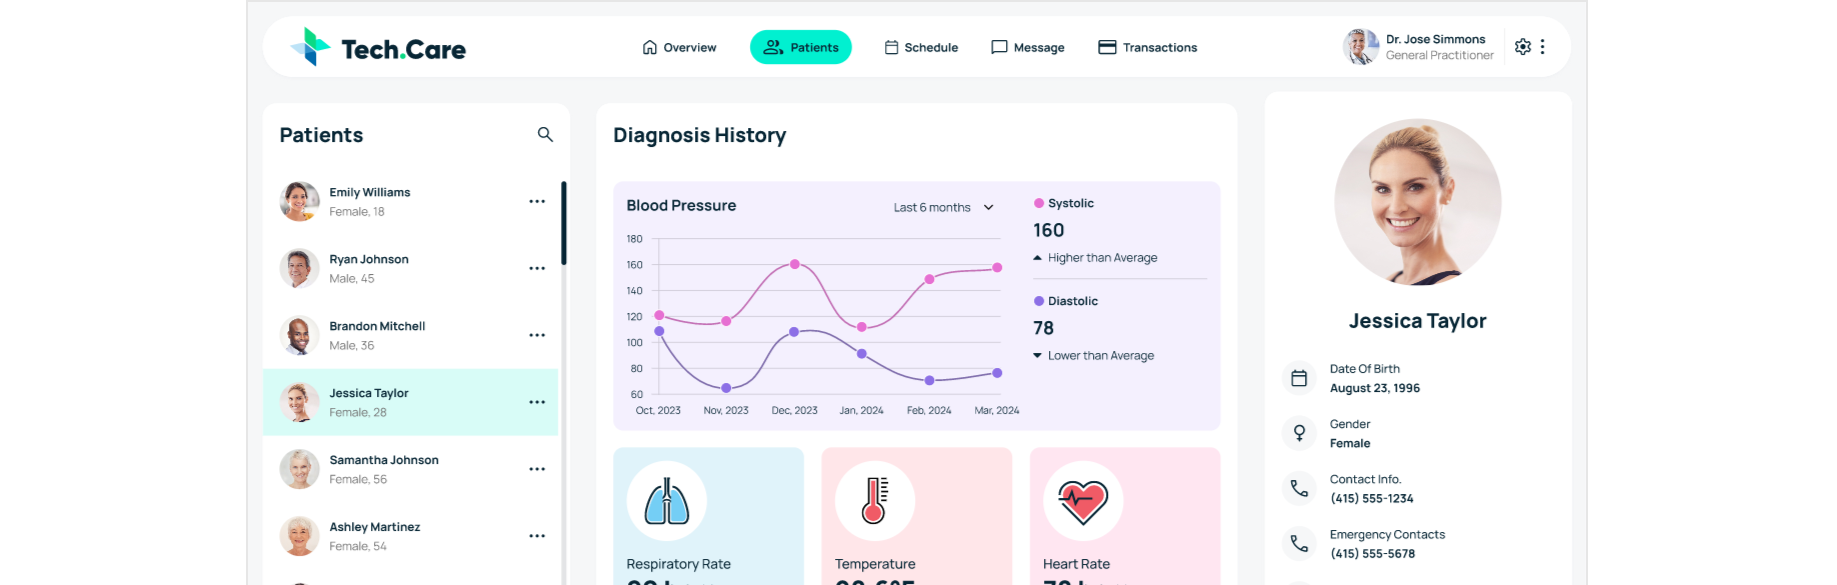 Tech.Care
Overview
Patients
Schedule
Message
Transactions
Dr. Jose Simmons
General Practitioner
Patients
Emily Williams
Female, 18
Ryan Johnson
Male, 45
Brandon Mitchell
Male, 36
Jessica Taylor
Female, 28
Samantha Johnson
Female, 56
Ashley Martinez
Female, 54
Diagnosis History
Blood Pressure
Last 6 months
180
160
140
120
100
80
60
Oct, 2023
Nov, 2023
Dec, 2023
Jan, 2024
Feb, 2024
Mar, 2024
Systolic
160
Higher than Average
Diastolic
78
Lower than Average
Respiratory Rate
Temperature
Heart Rate
Jessica Taylor
Date Of Birth
August 23, 1996
Gender
Female
Contact Info.
(415) 555-1234
Emergency Contacts
(415) 555-5678